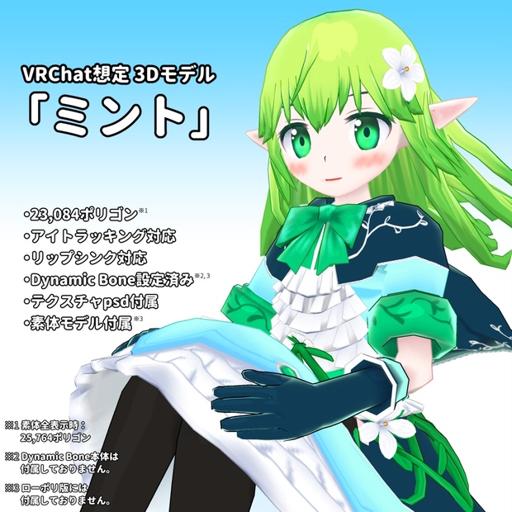 VRChat想定 3Dモデル
「ミント」
・23,084ポリゴン※1
・アイトラッキング対応
・リップシンク対応
・Dynamic Bone設定済み※2,3
・テクスチャpsd付属
・素体モデル付属※3
※1 素体全表示時：
25,764ポリゴン
※2 Dynamic Bone本体は
付属しておりません。
※3 ローポリ版には
付属しておりません。